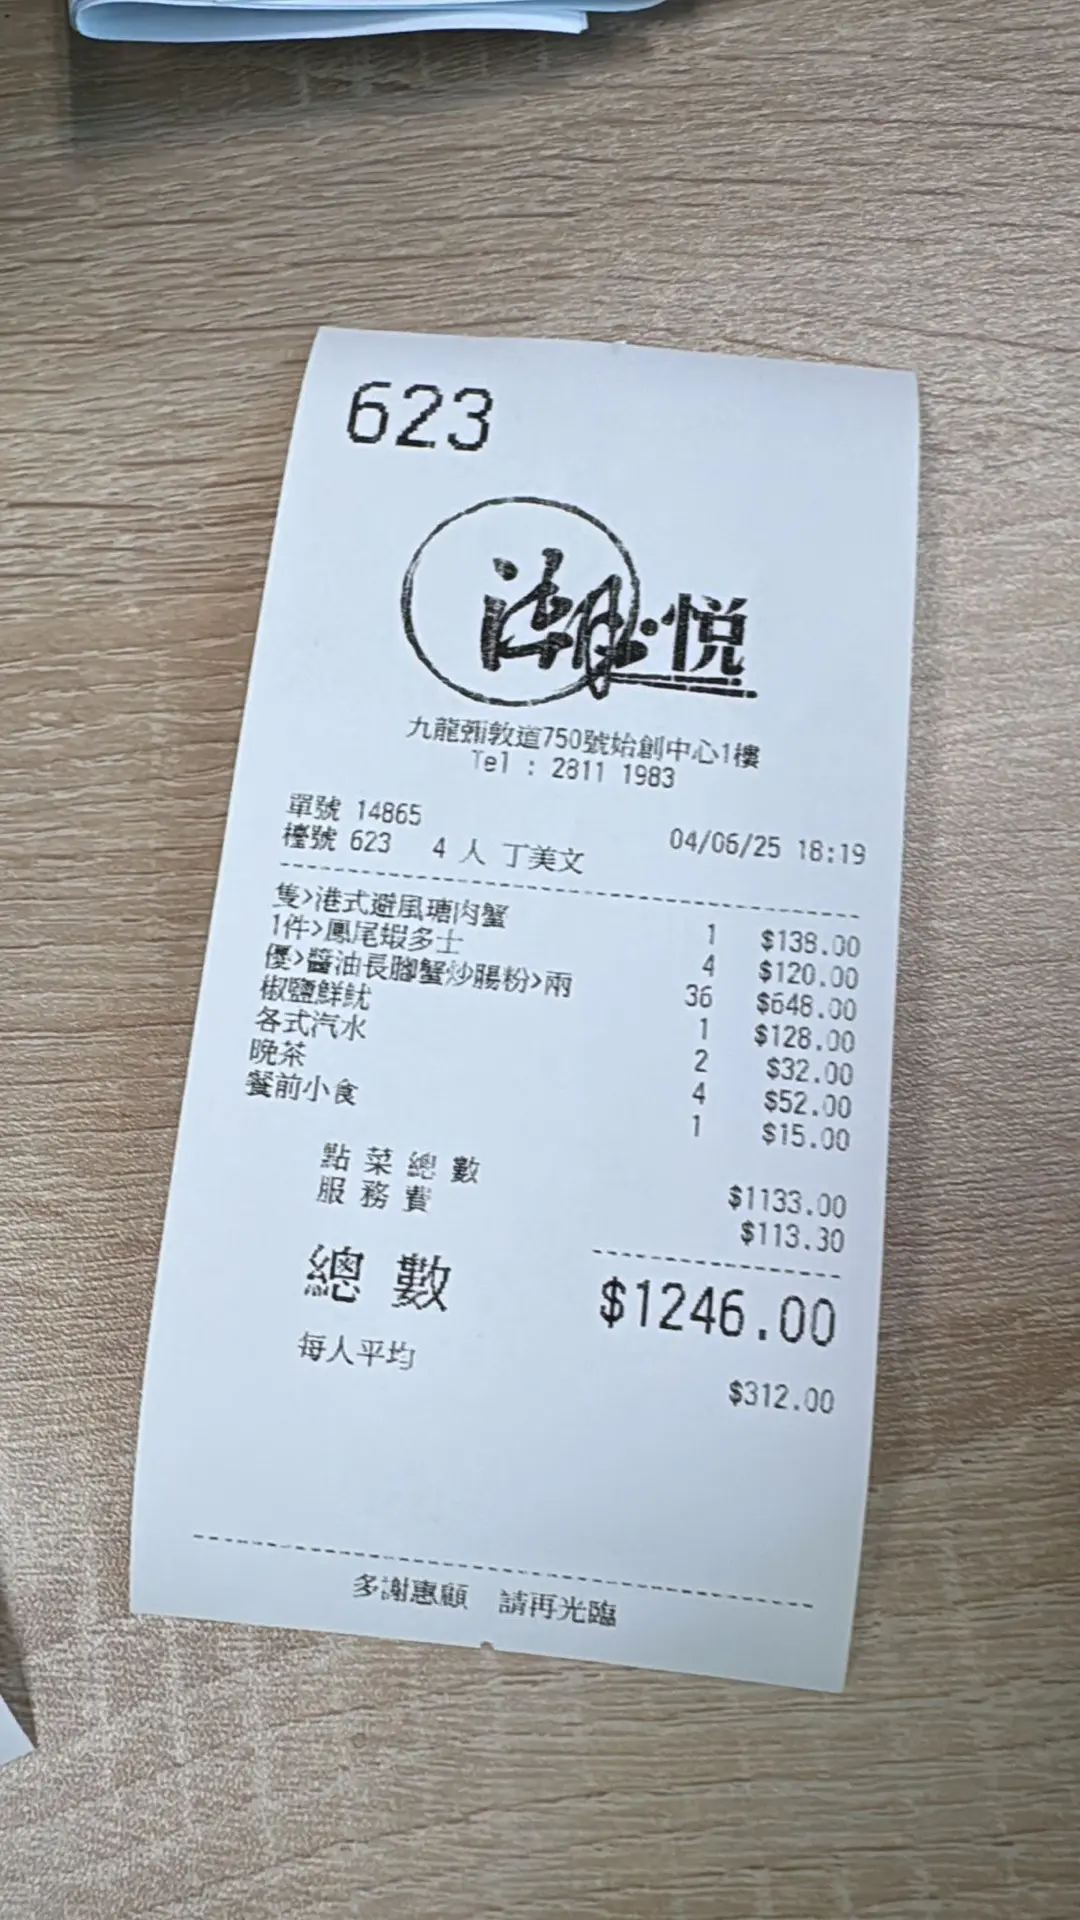 623
潮悅
九龍彌敦道750號始創中心1樓
Tel : 2811 1983
單號 14865
檯號 623 4 人 丁美文 04/06/25 18:19
隻>港式避風塘肉蟹 1 $138.00
1件>鳳尾蝦多士 4 $120.00
優>醬油長腳蟹炒腸粉>兩 36 $648.00
椒鹽鮮魷 1 $128.00
各式汽水 2 $32.00
晚茶 4 $52.00
餐前小食 1 $15.00
點菜總數 $1133.00
服務費 $113.30
總數 $1246.00
每人平均 $312.00
多謝惠顧 請再光臨